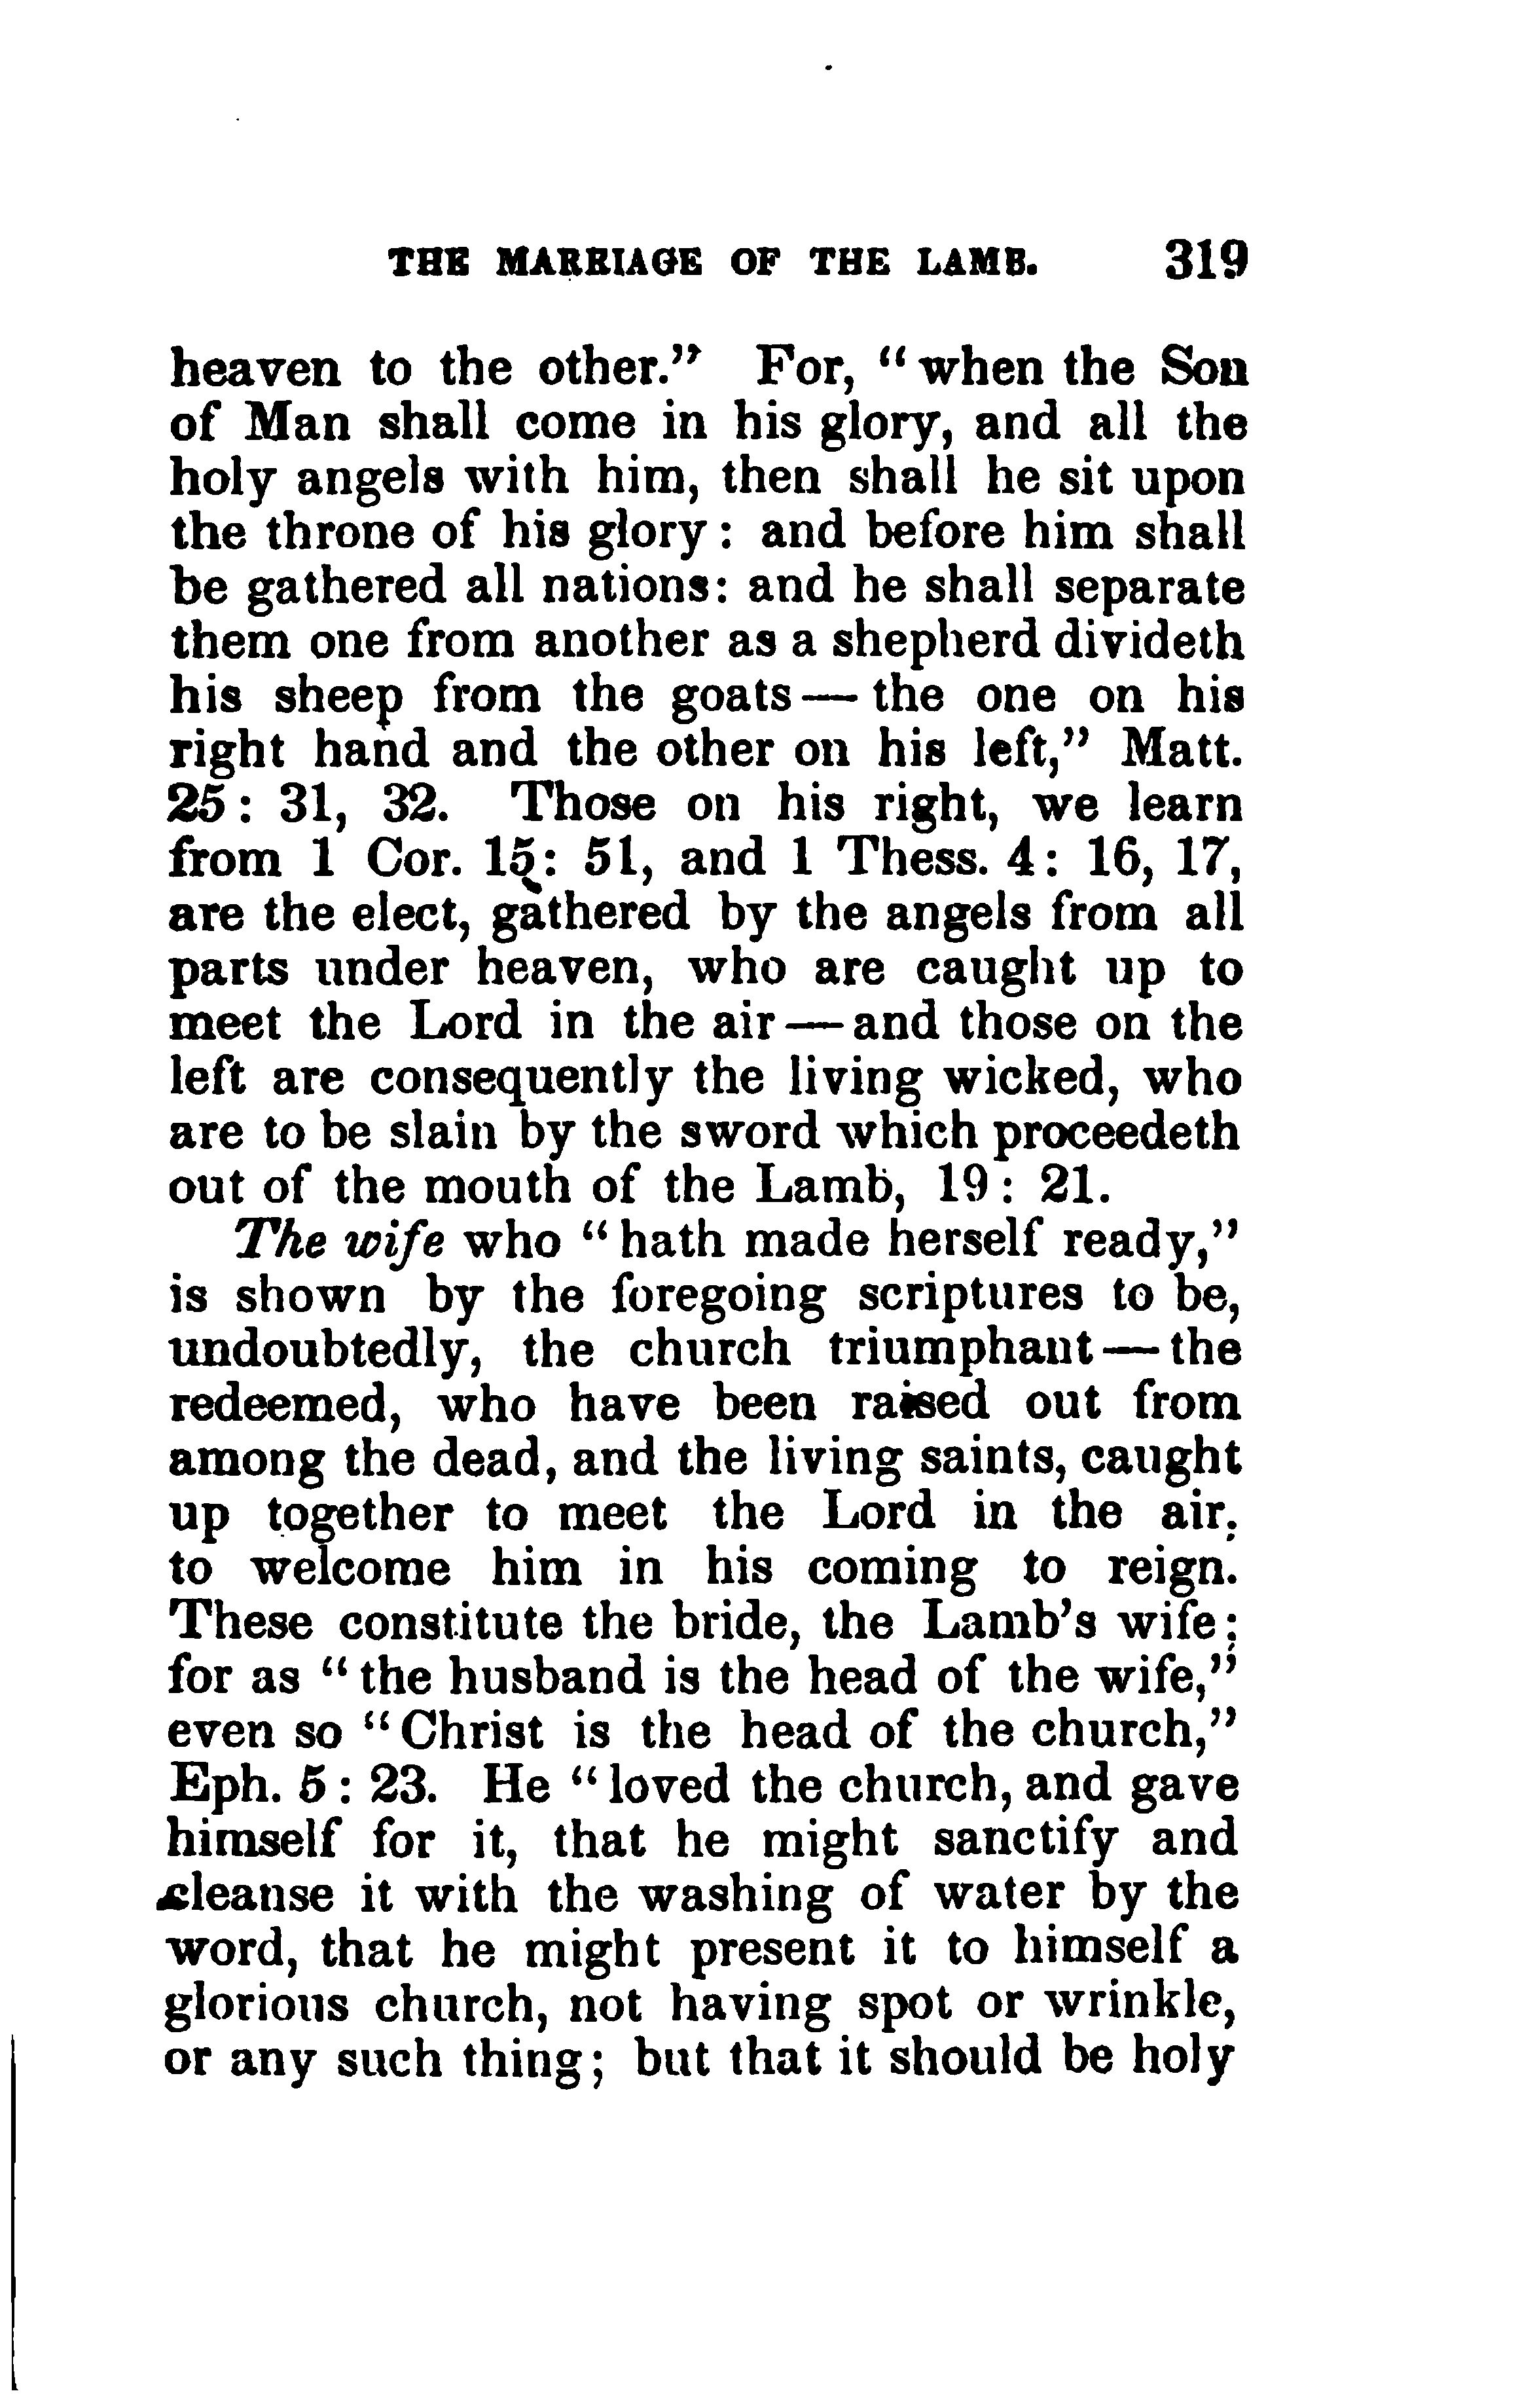 THE MARRIAGE OF THE LAMB. 319
heaven to the other." For, "when the Son
of Man shall come in his glory, and all the
holy angels with him, then shall he sit upon
the throne of his glory: and before him shall
be gathered all nations: and he shall separate
them one from another as a shepherd divideth
his sheep from the goats—the one on his
right hand and the other on his left," Matt.
25: 31, 32. Those on his right, we learn
from 1 Cor. 15: 51, and 1 Thess. 4: 16, 17,
are the elect, gathered by the angels from all
parts under heaven, who are caught up to
meet the Lord in the air—and those on the
left are consequently the living wicked, who
are to be slain by the sword which proceedeth
out of the mouth of the Lamb, 19: 21.
The wife who "hath made herself ready,"
is shown by the foregoing scriptures to be,
undoubtedly, the church triumphant—the
redeemed, who have been raised out from
among the dead, and the living saints, caught
up together to meet the Lord in the air,
to welcome him in his coming to reign.
These constitute the bride, the Lamb's wife;
for as "the husband is the head of the wife,"
even so "Christ is the head of the church,"
Eph. 5: 23. He "loved the church, and gave
himself for it, that he might sanctify and
cleanse it with the washing of water by the
word, that he might present it to himself a
glorious church, not having spot or wrinkle,
or any such thing; but that it should be holy